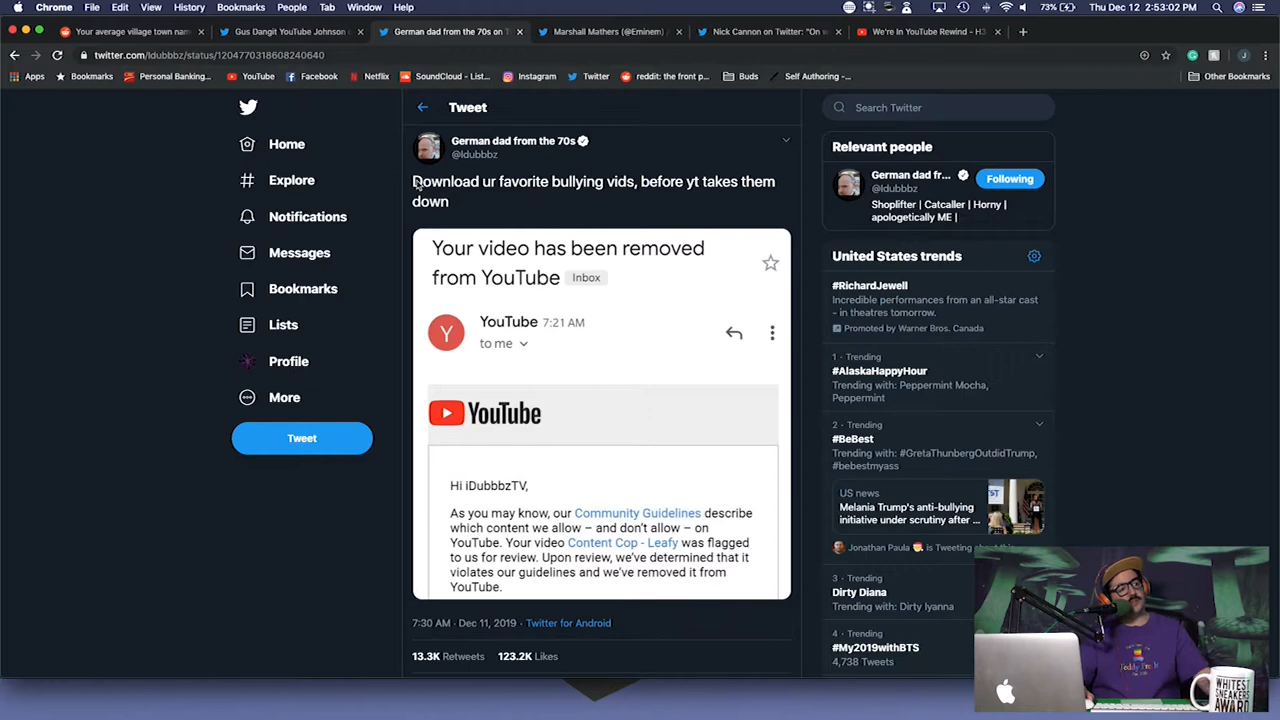 Chrome File Edit View History Bookmarks People Tab Window Help
73% Thu Dec 12 2:53:02 PM
Your average village town nam
Gus Dangit YouTube Johnson o
German dad from the 70s on T
Marshall Mathers (@Eminem) /
Nick Cannon on Twitter: "On w
We're In YouTube Rewind - H3
twitter.com/Idubbbz/status/1204770318608240640
Apps Bookmarks Personal Banking... YouTube Facebook Netflix SoundCloud - List... Instagram Twitter reddit: the front p... Buds Self Authoring -... Other Bookmarks
Home
Explore
Notifications
Messages
Bookmarks
Lists
Profile
More
Tweet
Tweet
German dad from the 70s
@Idubbbz
Download ur favorite bullying vids, before yt takes them
down
Your video has been removed
from YouTube Inbox
Y
YouTube 7:21 AM
to me
YouTube
Hi iDubbbzTV,
As you may know, our Community Guidelines describe
which content we allow – and don't allow – on
YouTube. Your video Content Cop - Leafy was flagged
to us for review. Upon review, we've determined that it
violates our guidelines and we've removed it from
YouTube.
7:30 AM · Dec 11, 2019 · Twitter for Android
13.3K Retweets 123.2K Likes
Search Twitter
Relevant people
German dad fr...
@Idubbbz
Following
Shoplifter | Catcaller | Horny |
apologetically ME |
United States trends
#RichardJewell
Incredible performances from an all-star cast
- in theatres tomorrow.
Promoted by Warner Bros. Canada
1 · Trending
#AlaskaHappyHour
Trending with: Peppermint Mocha,
Peppermint
2 · Trending
#BeBest
Trending with: #GretaThunbergOutdidTrump,
#bebestmyass
US news
Melania Trump's anti-bullying
initiative under scrutiny after ...
Jonathan Paula is Tweeting about this
3 · Trending
Dirty Diana
Trending with: Dirty Iyanna
4 · Trending
#My2019withBTS
4,738 Tweets
Teddy Fresh
WHITEST
SNEAKERS
AWARD